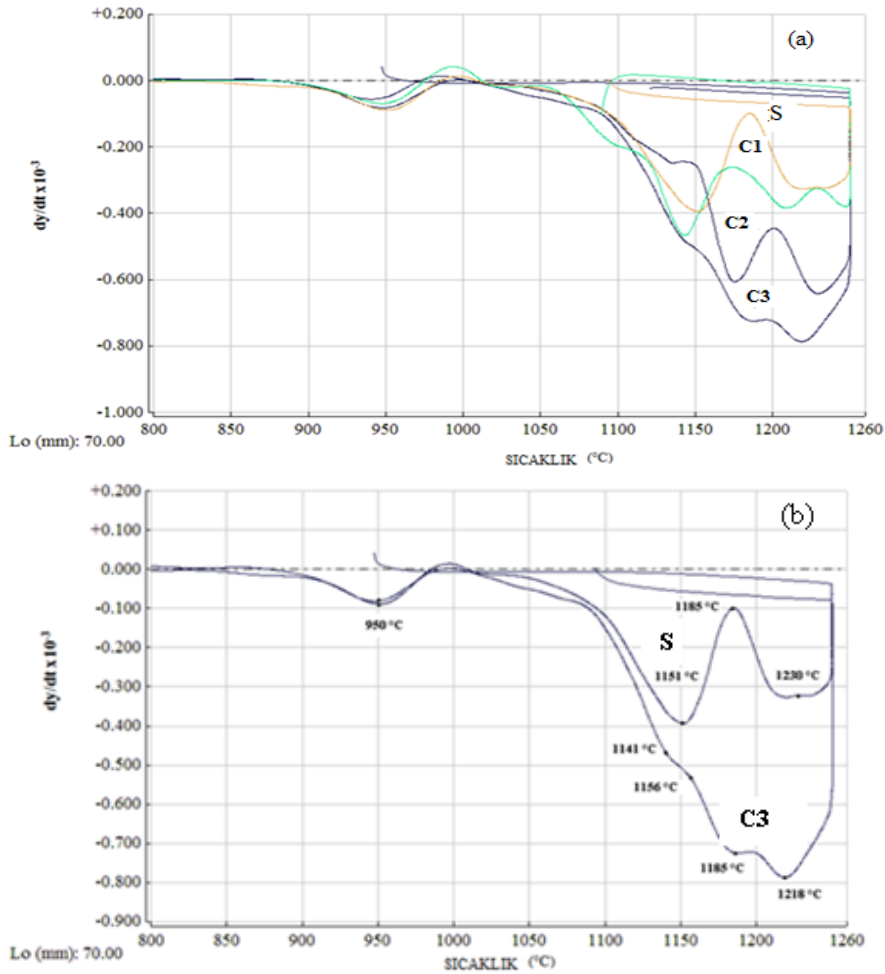 (a)
+0.200
0.000
-0.200
-0.400
-0.600
-0.800
-1.000
dy/dt x10⁻³
S
C1
C2
C3
800 850 900 950 1000 1050 1100 1150 1200 1260
Lo (mm): 70.00
SICAKLIK (°C)
(b)
+0.200
+0.100
0.000
-0.100
-0.200
-0.300
-0.400
-0.500
-0.600
-0.700
-0.800
-0.900
dy/dt x10⁻³
950 °C
1185 °C
S
1151 °C
1230 °C
1141 °C
1156 °C
C3
1185 °C
1218 °C
800 850 900 950 1000 1050 1100 1150 1200 1260
Lo (mm): 70.00
SICAKLIK (°C)